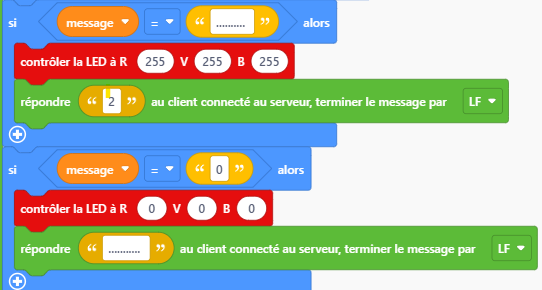 si message = “ .......... ” alors
contrôler la LED à R 255 V 255 B 255
répondre “ 2 ” au client connecté au serveur, terminer le message par LF
si message = “ 0 ” alors
contrôler la LED à R 0 V 0 B 0
répondre “ ........... ” au client connecté au serveur, terminer le message par LF